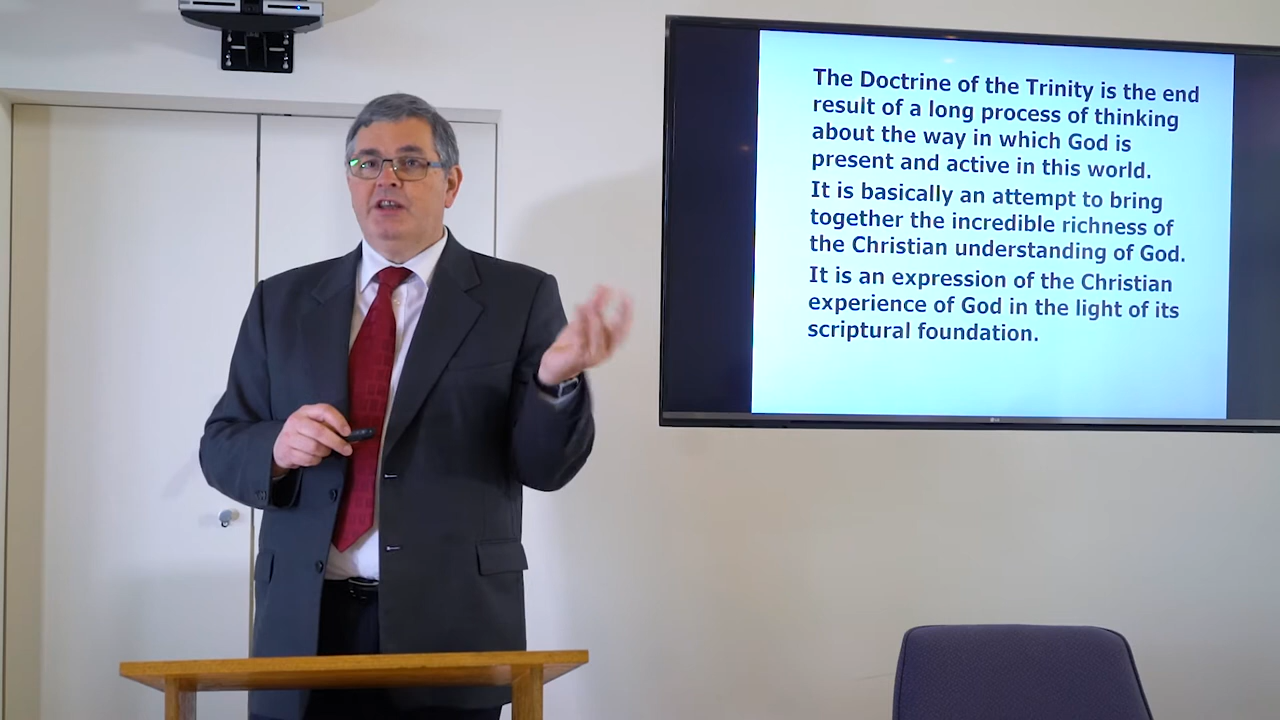 The Doctrine of the Trinity is the end
result of a long process of thinking
about the way in which God is
present and active in this world.
It is basically an attempt to bring
together the incredible richness of
the Christian understanding of God.
It is an expression of the Christian
experience of God in the light of its
scriptural foundation.
LG